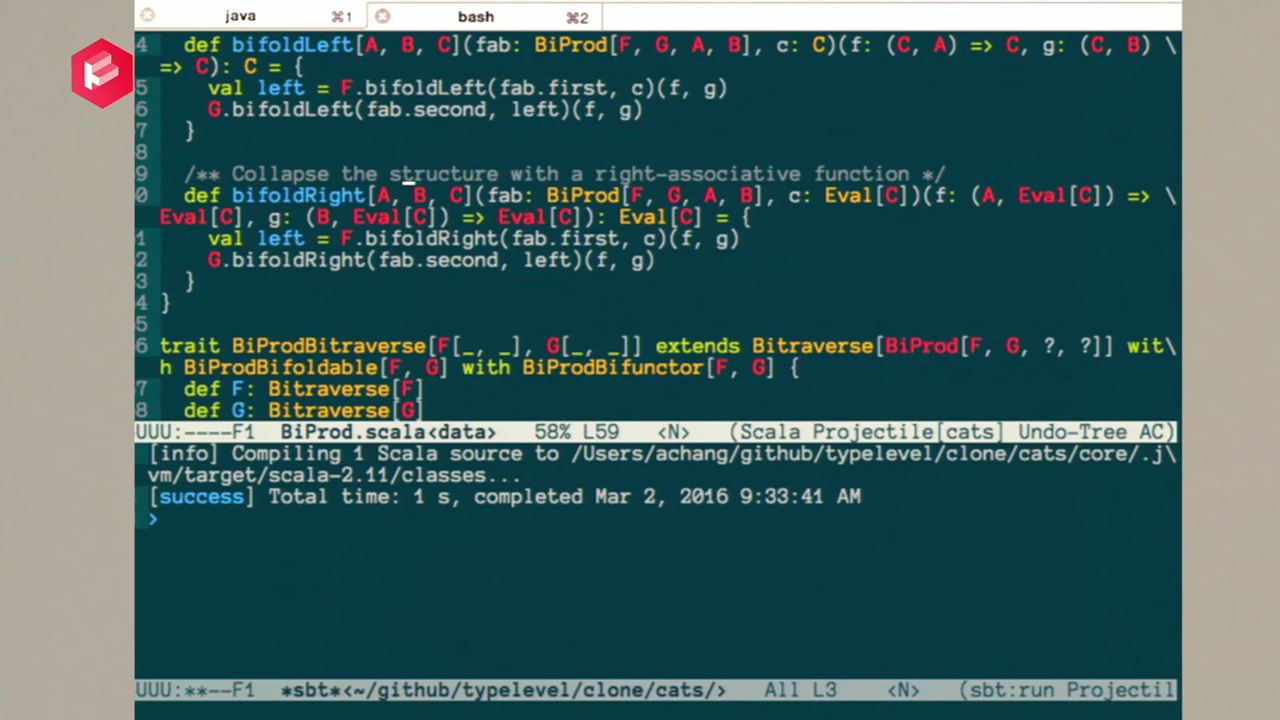 java ⌘1 bash ⌘2
4 def bifoldLeft[A, B, C](fab: BiProd[F, G, A, B], c: C)(f: (C, A) => C, g: (C, B) \
=> C): C = {
5 val left = F.bifoldLeft(fab.first, c)(f, g)
6 G.bifoldLeft(fab.second, left)(f, g)
7 }
8
9 /** Collapse the structure with a right-associative function */
0 def bifoldRight[A, B, C](fab: BiProd[F, G, A, B], c: Eval[C])(f: (A, Eval[C]) => \
Eval[C], g: (B, Eval[C]) => Eval[C]): Eval[C] = {
1 val left = F.bifoldRight(fab.first, c)(f, g)
2 G.bifoldRight(fab.second, left)(f, g)
3 }
4 }
5
6 trait BiProdBitraverse[F[_, _], G[_, _]] extends Bitraverse[BiProd[F, G, ?, ?]] wit\
h BiProdBifoldable[F, G] with BiProdBifunctor[F, G] {
7 def F: Bitraverse[F]
8 def G: Bitraverse[G]
UUU:----F1 BiProd.scala<data> 58% L59 <N> (Scala Projectile[cats] Undo-Tree AC)
[info] Compiling 1 Scala source to /Users/achang/github/typelevel/clone/cats/core/.j\
vm/target/scala-2.11/classes...
[success] Total time: 1 s, completed Mar 2, 2016 9:33:41 AM
>
UUU:**--F1 *sbt*<~/github/typelevel/clone/cats/> All L3 <N> (sbt:run Projectil